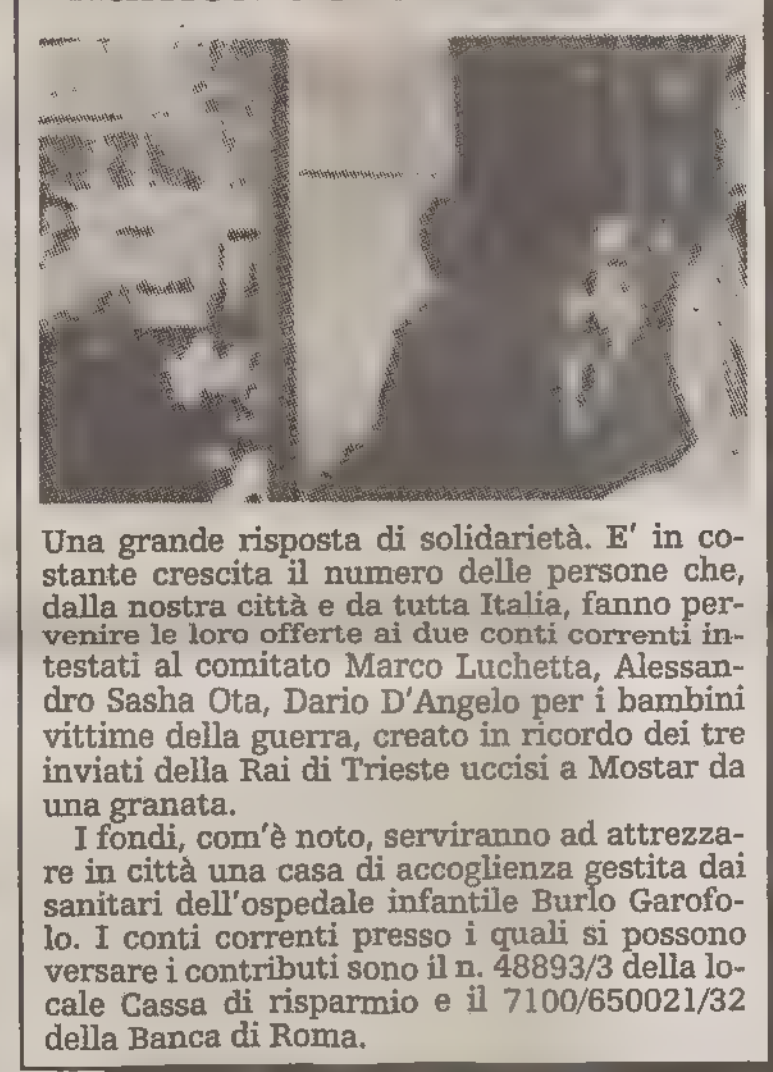 Una grande risposta di solidarietà. E' in co-
stante crescita il numero delle persone che,
dalla nostra città e da tutta Italia, fanno per-
venire le loro offerte ai due conti correnti in-
testati al comitato Marco Luchetta, Alessan-
dro Sasha Ota, Dario D'Angelo per i bambini
vittime della guerra, creato in ricordo dei tre
inviati della Rai di Trieste uccisi a Mostar da
una granata.
I fondi, com'è noto, serviranno ad attrezza-
re in città una casa di accoglienza gestita dai
sanitari dell'ospedale infantile Burlo Garofo-
lo. I conti correnti presso i quali si possono
versare i contributi sono il n. 48893/3 della lo-
cale Cassa di risparmio e il 7100/650021/32
della Banca di Roma.